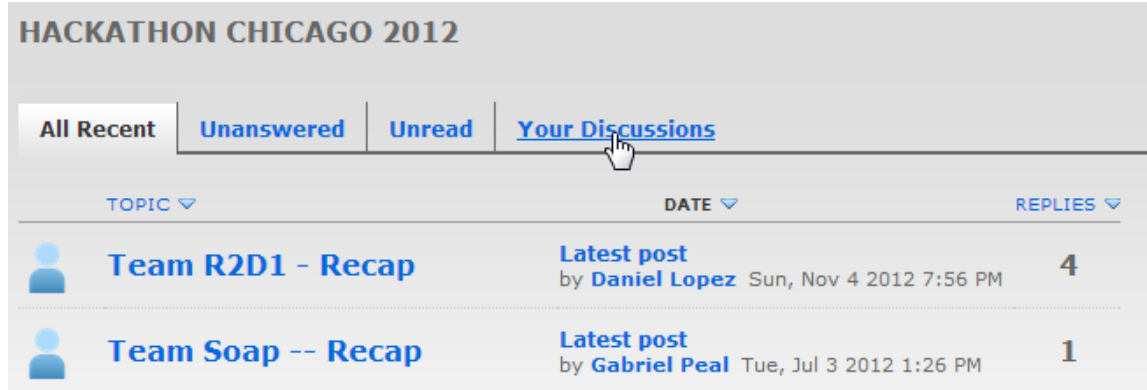 HACKATHON CHICAGO 2012
All Recent Unanswered Unread Your Discussions
TOPIC DATE REPLIES
Team R2D1 - Recap Latest post 4
by Daniel Lopez Sun, Nov 4 2012 7:56 PM
Team Soap -- Recap Latest post 1
by Gabriel Peal Tue, Jul 3 2012 1:26 PM